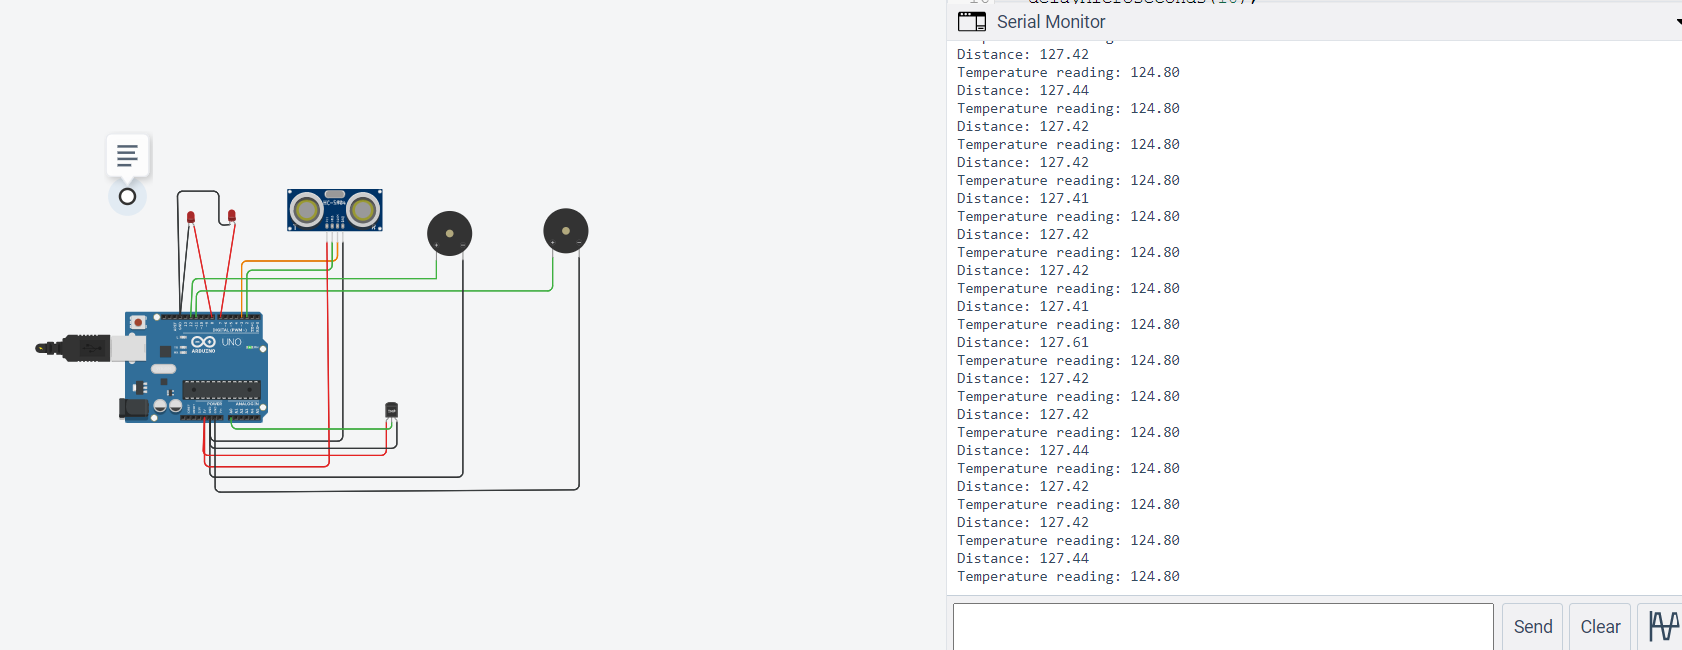 HC-SR04
UNO
ARDUINO
DIGITAL (PWM~)
POWER
ANALOG IN
Serial Monitor
Distance: 127.42
Temperature reading: 124.80
Distance: 127.44
Temperature reading: 124.80
Distance: 127.42
Temperature reading: 124.80
Distance: 127.42
Temperature reading: 124.80
Distance: 127.41
Temperature reading: 124.80
Distance: 127.42
Temperature reading: 124.80
Distance: 127.42
Temperature reading: 124.80
Distance: 127.41
Temperature reading: 124.80
Distance: 127.61
Temperature reading: 124.80
Distance: 127.42
Temperature reading: 124.80
Distance: 127.42
Temperature reading: 124.80
Distance: 127.44
Temperature reading: 124.80
Distance: 127.42
Temperature reading: 124.80
Distance: 127.42
Temperature reading: 124.80
Distance: 127.44
Temperature reading: 124.80
Send
Clear